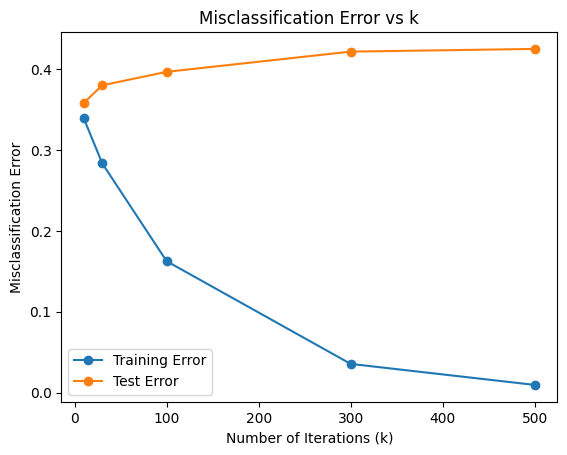 Misclassification Error vs k
Misclassification Error
0.4
0.3
0.2
0.1
0.0
Training Error
Test Error
0
100
200
300
400
500
Number of Iterations (k)